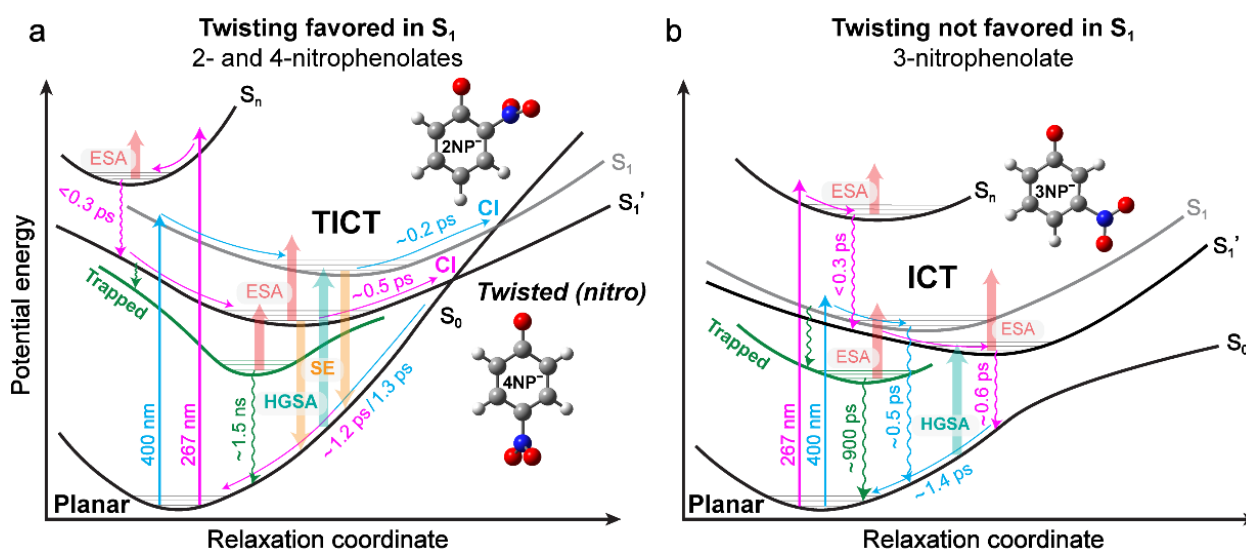 a
Twisting favored in S₁
2- and 4-nitrophenolates
Potential energy
Sₙ
ESA
<0.3 ps
2NP⁻
S₁
TICT
CI
~0.2 ps
S₁'
CI
~0.5 ps
Trapped
ESA
Twisted (nitro)
S₀
SE
HGSA
4NP⁻
400 nm
267 nm
~1.5 ns
~1.2 ps/1.3 ps
Planar
Relaxation coordinate
b
Twisting not favored in S₁
3-nitrophenolate
ESA
Sₙ
3NP⁻
<0.3 ps
S₁
ICT
S₁'
Trapped
ESA
ESA
S₀
267 nm
400 nm
~900 ps
~0.5 ps
HGSA
~0.6 ps
~1.4 ps
Planar
Relaxation coordinate